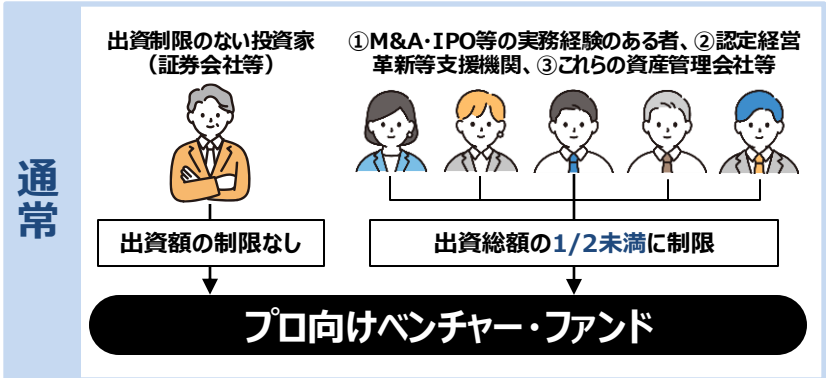 通常
出資制限のない投資家
（証券会社等）
①M&A･IPO等の実務経験のある者、②認定経営
革新等支援機関、③これらの資産管理会社等
出資額の制限なし
出資総額の1/2未満に制限
プロ向けベンチャー・ファンド